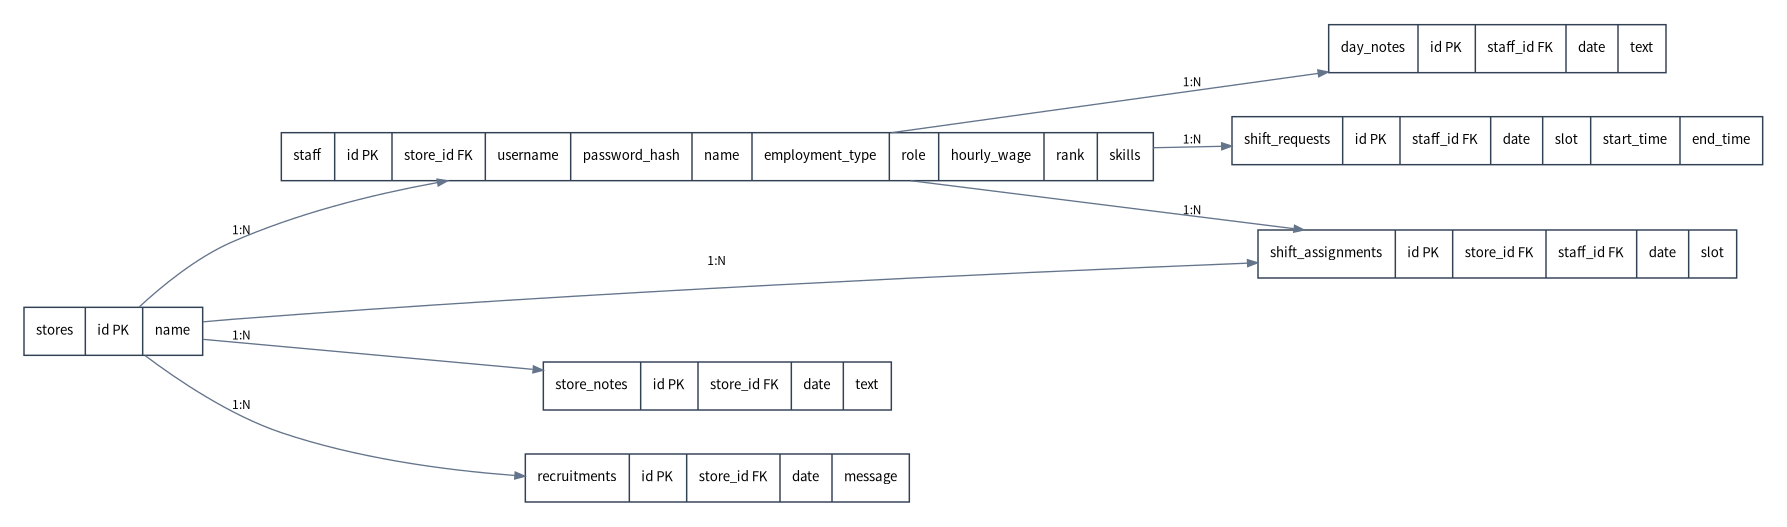 day_notes id PK staff_id FK date text
1:N
shift_requests id PK staff_id FK date slot start_time end_time
1:N
staff id PK store_id FK username password_hash name employment_type role hourly_wage rank skills
1:N
1:N
shift_assignments id PK store_id FK staff_id FK date slot
1:N
stores id PK name
1:N
store_notes id PK store_id FK date text
1:N
recruitments id PK store_id FK date message